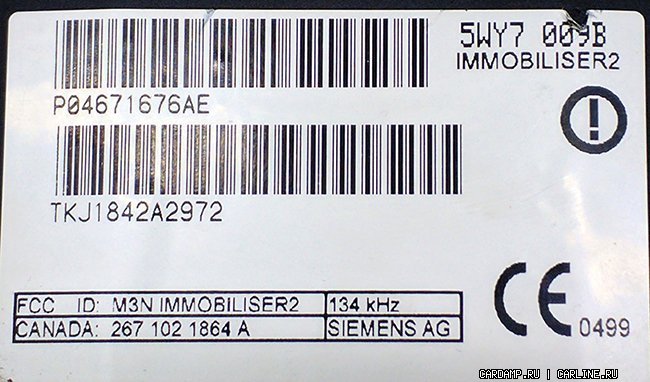 5WY7 009B
IMMOBILISER2
P04671676AE
TKJ1842A2972
FCC ID: M3N IMMOBILISER2 134 kHz
CANADA: 267 102 1864 A SIEMENS AG
CE 0499
CARDAMP.RU | CARLINE.RU